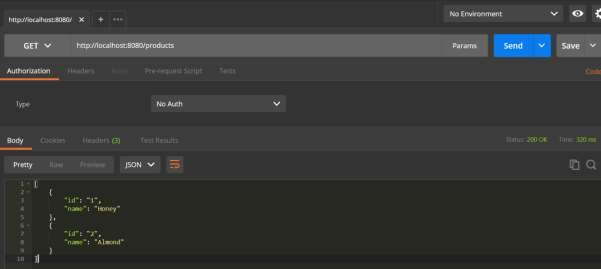 http://localhost:8080/ × + •••
No Environment
GET http://localhost:8080/products Params Send Save
Authorization Headers Body Pre-request Script Tests Code
Type No Auth
Body Cookies Headers (3) Test Results Status: 200 OK Time: 320 ms
Pretty Raw Preview JSON
1 [
2 {
3 "id": "1",
4 "name": "Honey"
5 },
6 {
7 "id": "2",
8 "name": "Almond"
9 }
10 ]